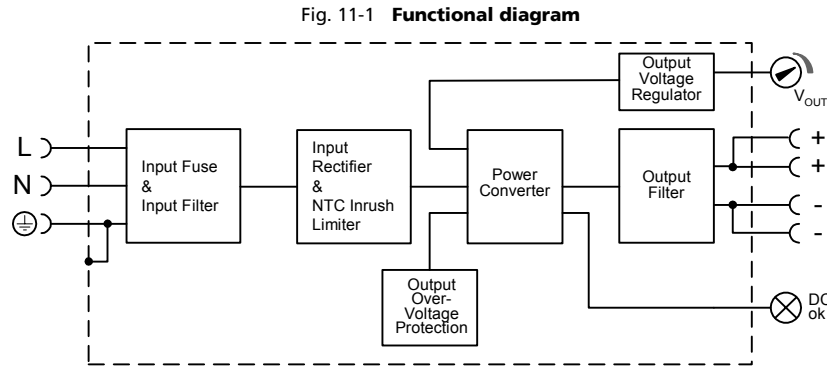 Fig. 11-1 Functional diagram
Output
Voltage
Regulator
V_OUT
L
N
Input Fuse
&
Input Filter
Input
Rectifier
&
NTC Inrush
Limiter
Power
Converter
Output
Filter
+
+
-
-
Output
Over-
Voltage
Protection
DC
ok